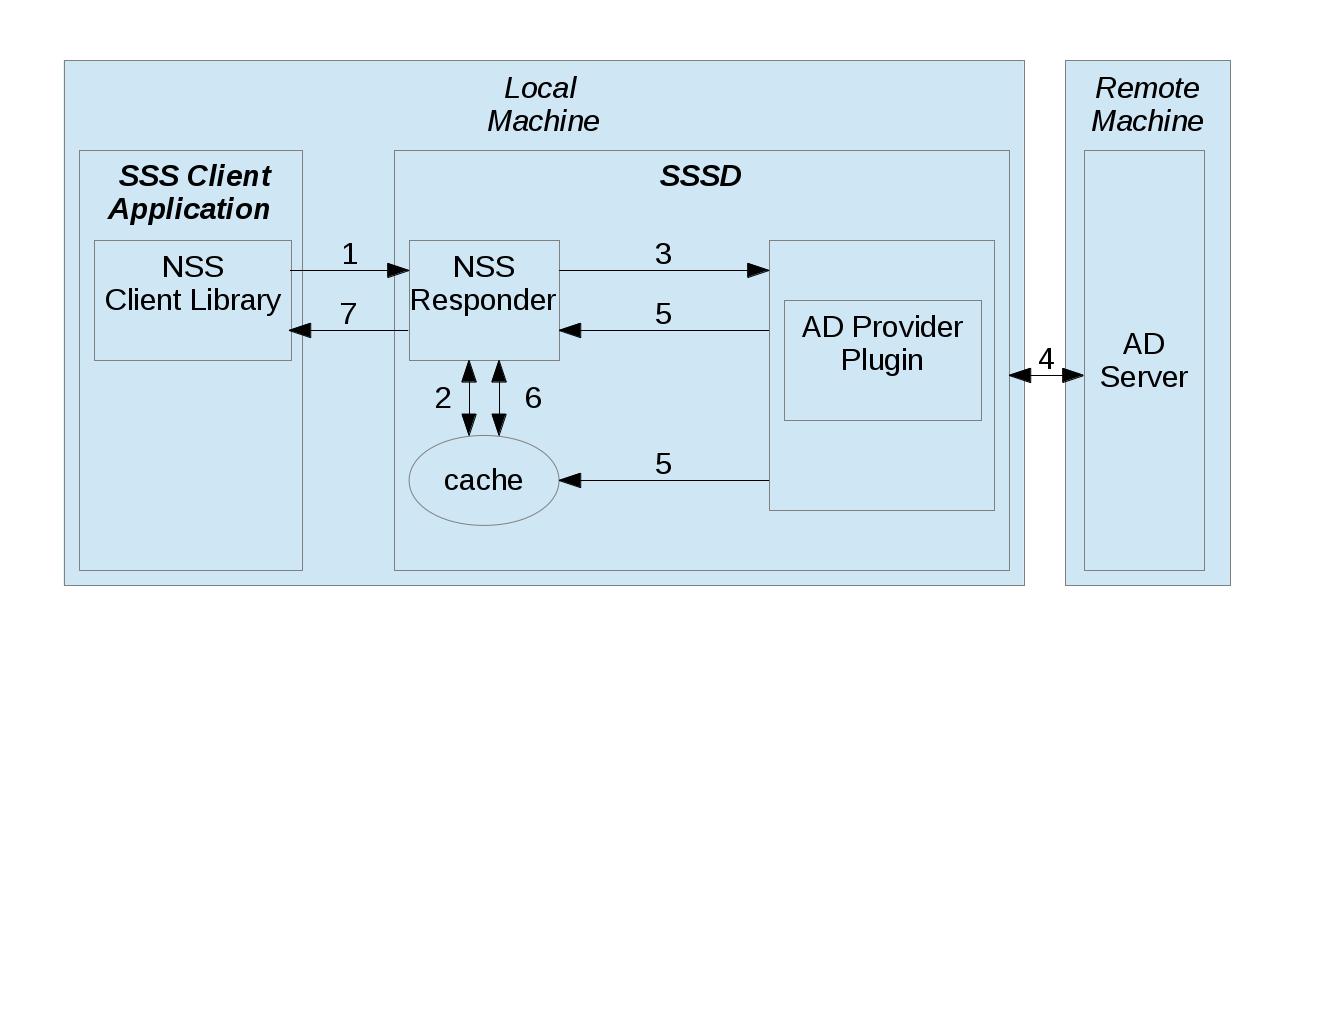 Local
Machine
Remote
Machine
SSS Client
Application
SSSD
NSS
Client Library
1
7
NSS
Responder
3
5
AD Provider
Plugin
4
AD
Server
2
6
cache
5